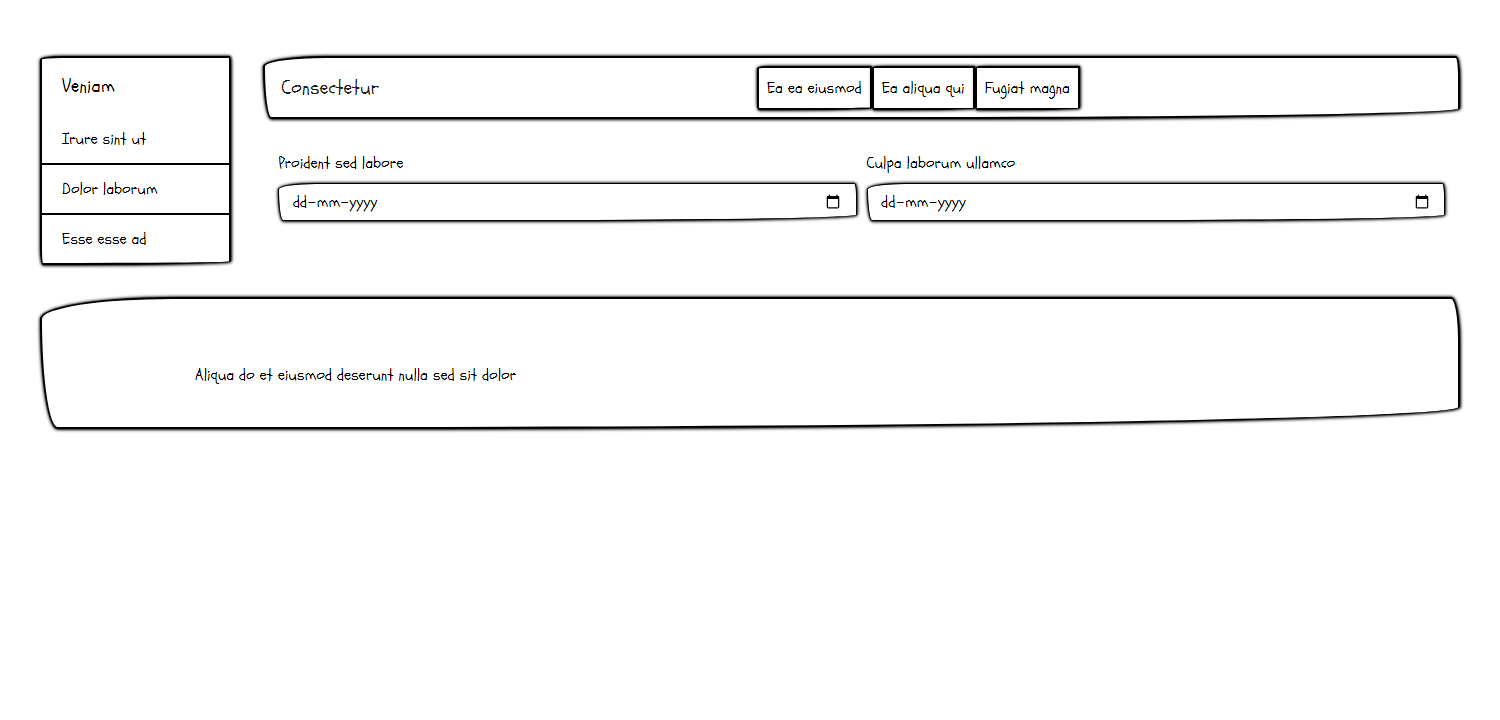 Veniam
Irure sint ut
Dolor laborum
Esse esse ad
Consectetur
Ea ea eiusmod
Ea aliqua qui
Fugiat magna
Proident sed labore
dd-mm-yyyy
Culpa laborum ullamco
dd-mm-yyyy
Aliqua do et eiusmod deserunt nulla sed sit dolor